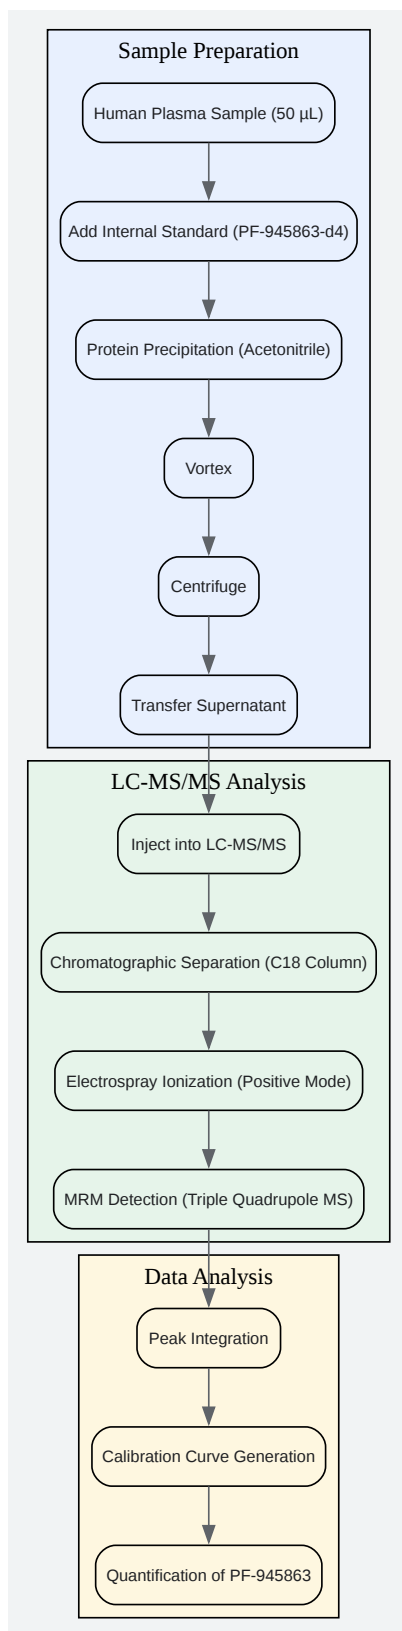 Sample Preparation
Human Plasma Sample (50 µL)
Add Internal Standard (PF-945863-d4)
Protein Precipitation (Acetonitrile)
Vortex
Centrifuge
Transfer Supernatant
LC-MS/MS Analysis
Inject into LC-MS/MS
Chromatographic Separation (C18 Column)
Electrospray Ionization (Positive Mode)
MRM Detection (Triple Quadrupole MS)
Data Analysis
Peak Integration
Calibration Curve Generation
Quantification of PF-945863